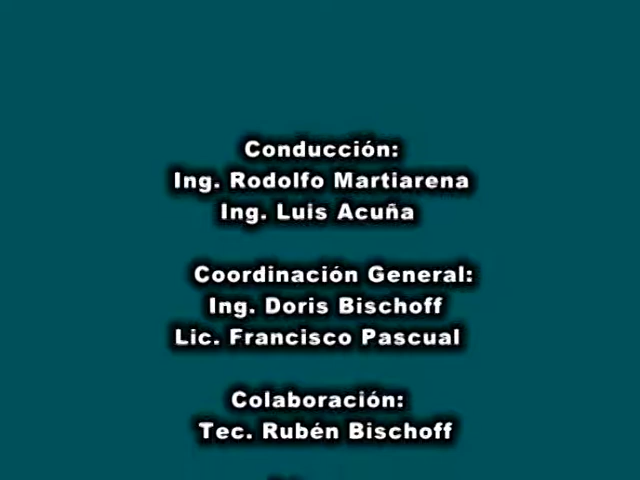 Conducción:
Ing. Rodolfo Martiarena
Ing. Luis Acuña
Coordinación General:
Ing. Doris Bischoff
Lic. Francisco Pascual
Colaboración:
Tec. Rubén Bischoff